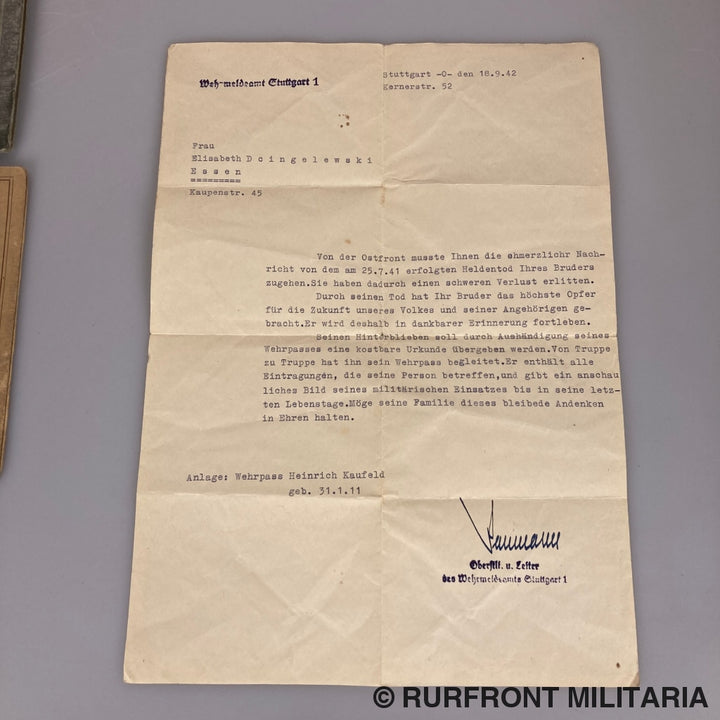 Wehrmeldeamt Stuttgart 1
Stuttgart -O- den 18.9.42
Kernerstr. 52
Frau
Elisabeth Dcingelewski
Essen
=========
Kaupenstr. 45
Von der Ostfront musste Ihnen die shmerzlichr Nach-
richt von dem am 25.7.41 erfolgten Heldentod Ihres Bruders
zugehen.Sie haben dadurch einen schweren Verlust erlitten.
Durch seinen Tod hat Ihr Bruder das höchste Opfer
für die Zukunft unseres Volkes und seiner Angehörigen ge-
bracht.Er wird deshalb in dankbarer Erinnerung fortleben.
Seinen Hinterblieben soll durch Aushändigung seines
Wehrpasses eine kostbare Urkunde übergeben werden.Von Truppe
zu Truppe hat ihn sein Wehrpass begleitet.Er enthält alle
Eintragungen, die seine Person betreffen,und gibt ein anschau
liches Bild seines militärischen Einsatzes bis in seine letz-
ten Lebenstage.Möge seine Familie dieses bleibede Andenken
in Ehren halten.
Anlage: Wehrpass Heinrich Kaufeld
geb. 31.1.11
Oberstlt. u. Leiter
des Wehrmeldeamts Stuttgart 1
© RURFRONT MILITARIA